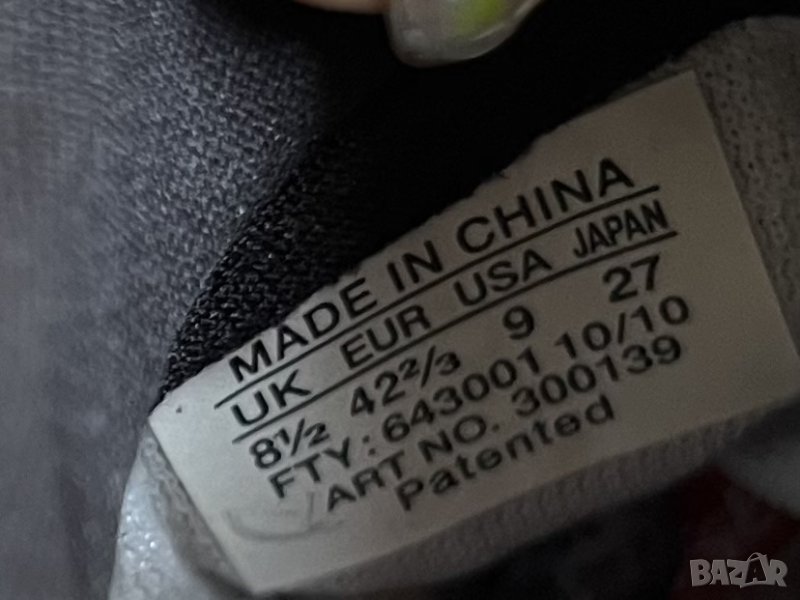 MADE IN CHINA
UK EUR USA JAPAN
8½ 42⅔ 9 27
FTY: 643001 10/10
ART NO. 300139
Patented
BAZAR